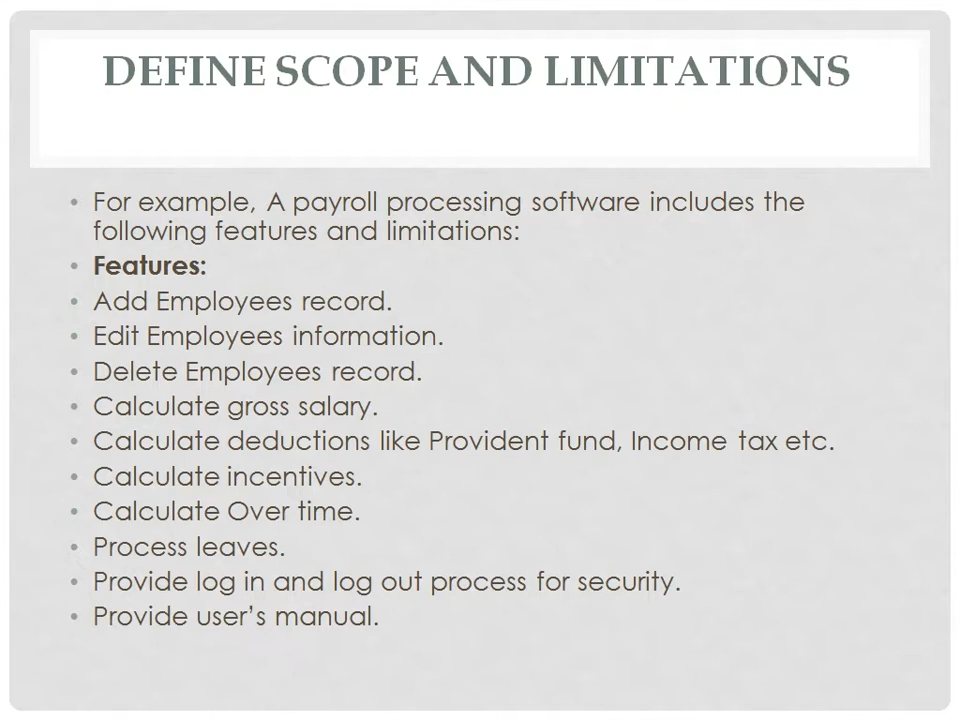 DEFINE SCOPE AND LIMITATIONS
• For example, A payroll processing software includes the
following features and limitations:
• Features:
• Add Employees record.
• Edit Employees information.
• Delete Employees record.
• Calculate gross salary.
• Calculate deductions like Provident fund, Income tax etc.
• Calculate incentives.
• Calculate Over time.
• Process leaves.
• Provide log in and log out process for security.
• Provide user’s manual.